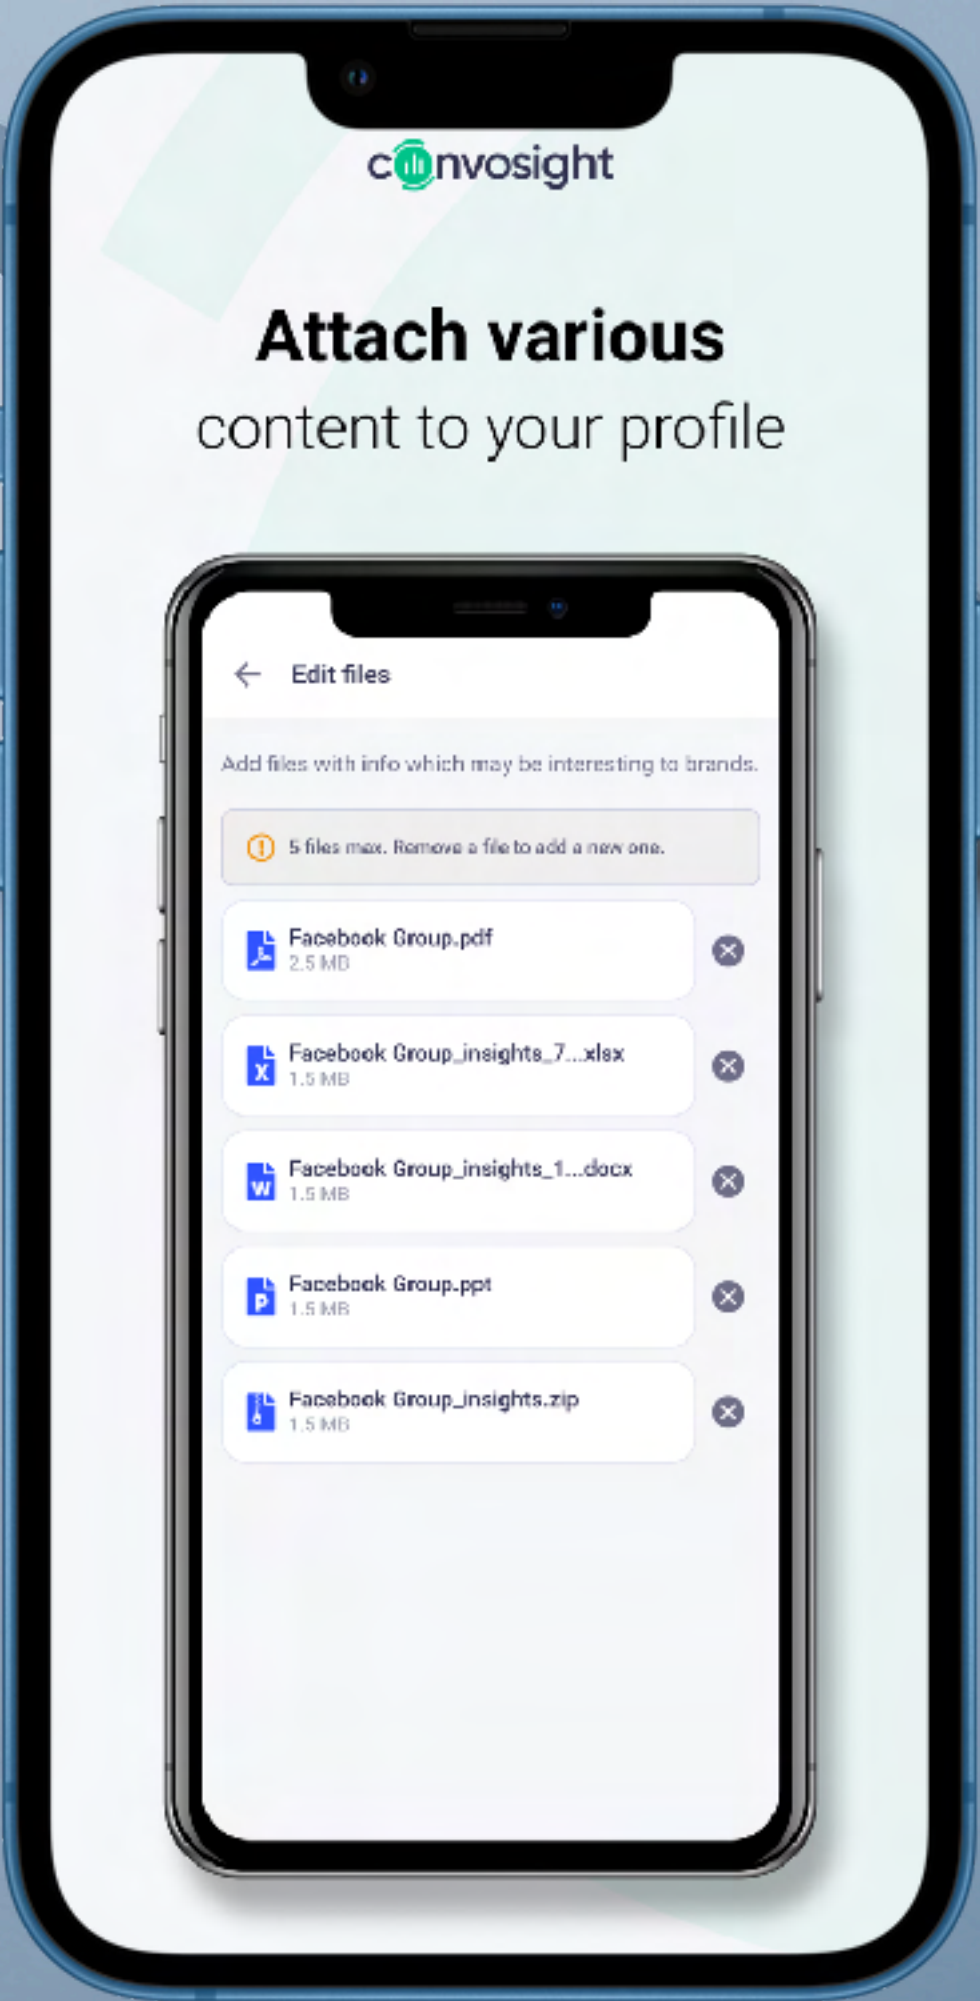 convosight
Attach various
content to your profile
Edit files
Add files with info which may be interesting to brands.
5 files max. Remove a file to add a new one.
Facebook Group.pdf
2.5 MB
Facebook Group_insights_7...xlsx
1.5 MB
Facebook Group_insights_1...docx
1.5 MB
Facebook Group.ppt
1.5 MB
Facebook Group_insights.zip
1.5 MB